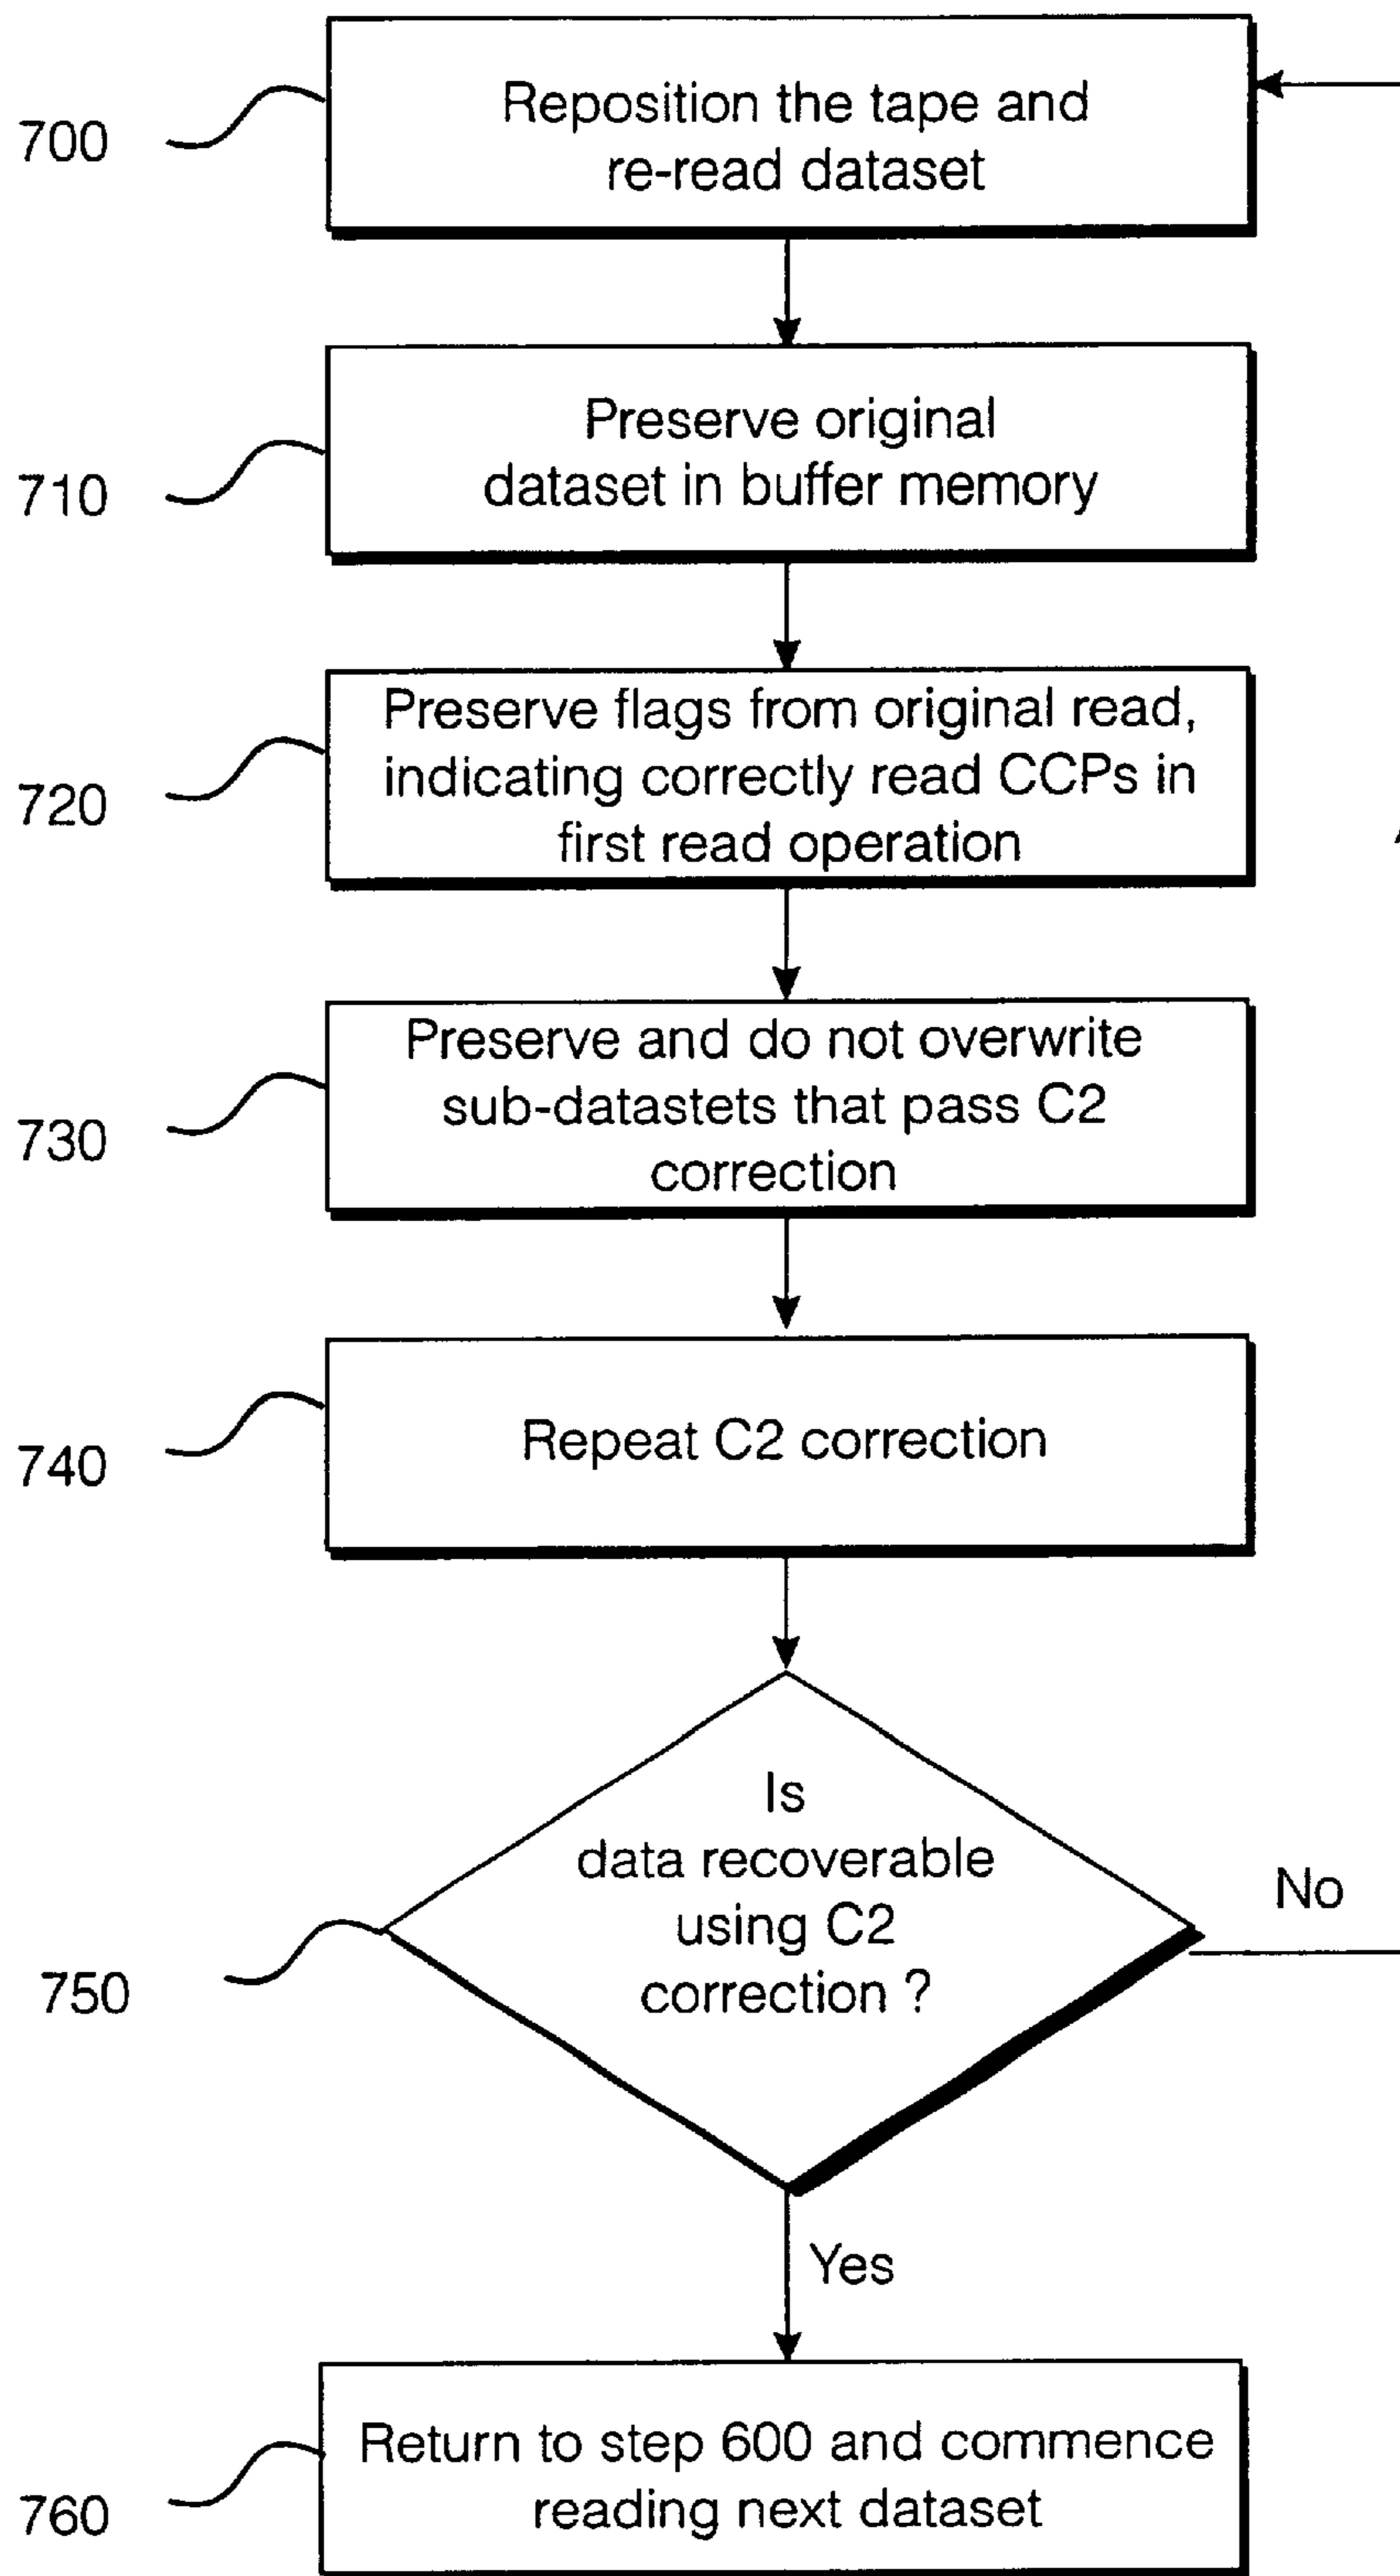 700
Reposition the tape and
re-read dataset
710
Preserve original
dataset in buffer memory
720
Preserve flags from original read,
indicating correctly read CCPs in
first read operation
730
Preserve and do not overwrite
sub-datastets that pass C2
correction
740
Repeat C2 correction
750
Is
data recoverable
using C2
correction ?
No
Yes
760
Return to step 600 and commence
reading next dataset